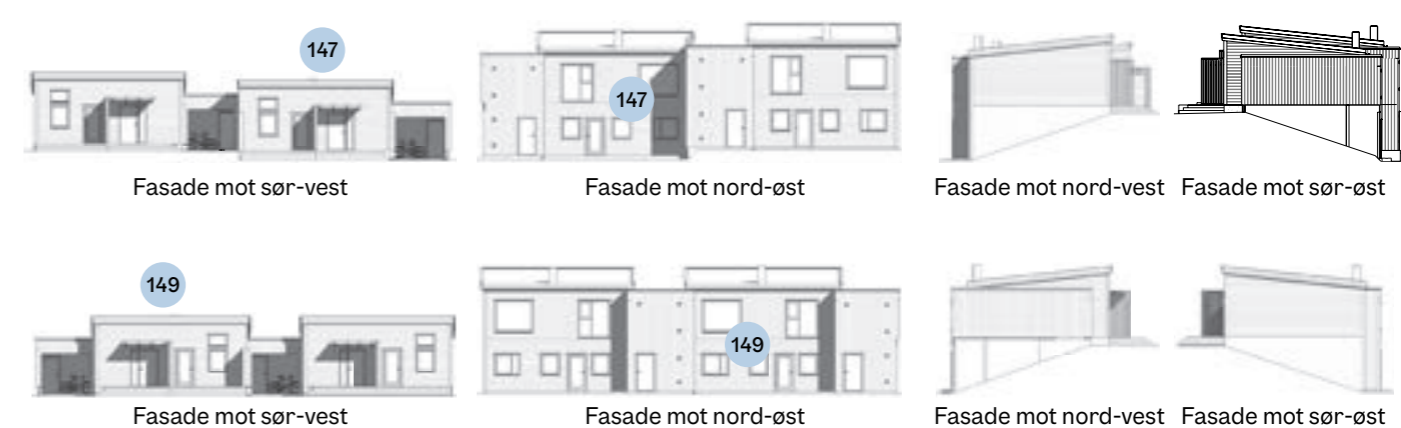 147
147
Fasade mot sør-vest
Fasade mot nord-øst
Fasade mot nord-vest
Fasade mot sør-øst
149
149
Fasade mot sør-vest
Fasade mot nord-øst
Fasade mot nord-vest
Fasade mot sør-øst